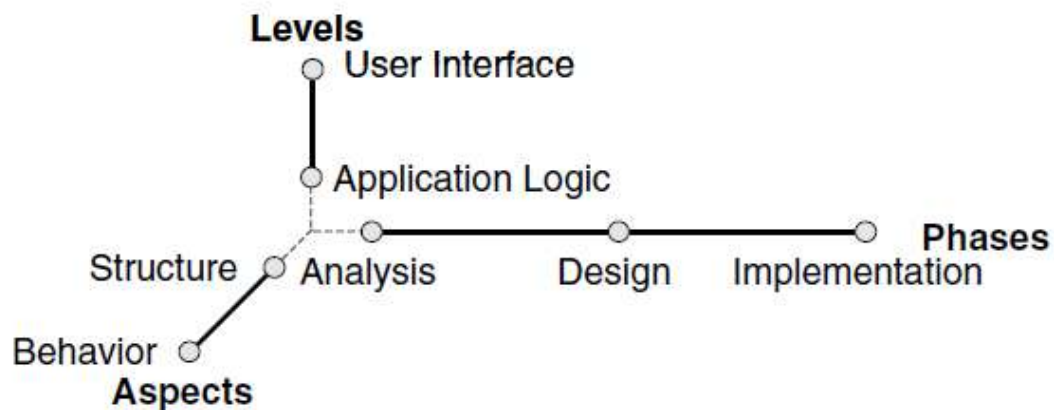 Levels
User Interface
Application Logic
Phases
Structure
Analysis
Design
Implementation
Behavior
Aspects